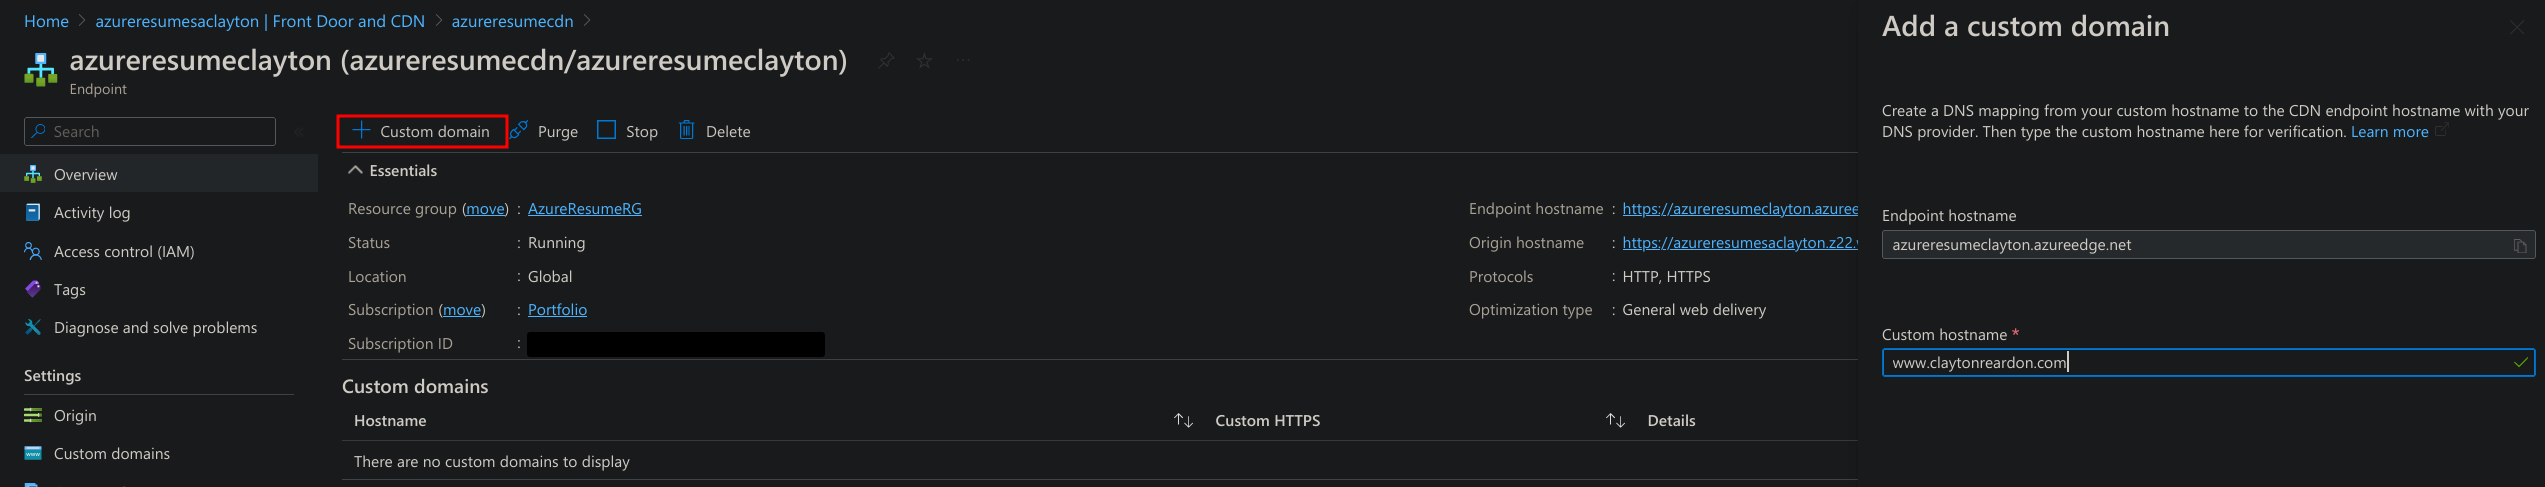 Home > azureresumesaclayton | Front Door and CDN > azureresumecdn >
azureresumeclayton (azureresumecdn/azureresumeclayton)
Endpoint
Search
Overview
Activity log
Access control (IAM)
Tags
Diagnose and solve problems
Settings
Origin
Custom domains
Custom domain Purge Stop Delete
Essentials
Resource group (move) : AzureResumeRG
Status : Running
Location : Global
Subscription (move) : Portfolio
Subscription ID :
Endpoint hostname : https://azureresumeclayton.azuree
Origin hostname : https://azureresumesaclayton.z22.
Protocols : HTTP, HTTPS
Optimization type : General web delivery
Custom domains
Hostname Custom HTTPS Details
There are no custom domains to display
Add a custom domain
Create a DNS mapping from your custom hostname to the CDN endpoint hostname with your
DNS provider. Then type the custom hostname here for verification. Learn more
Endpoint hostname
azureresumeclayton.azureedge.net
Custom hostname *
www.claytonreardon.com